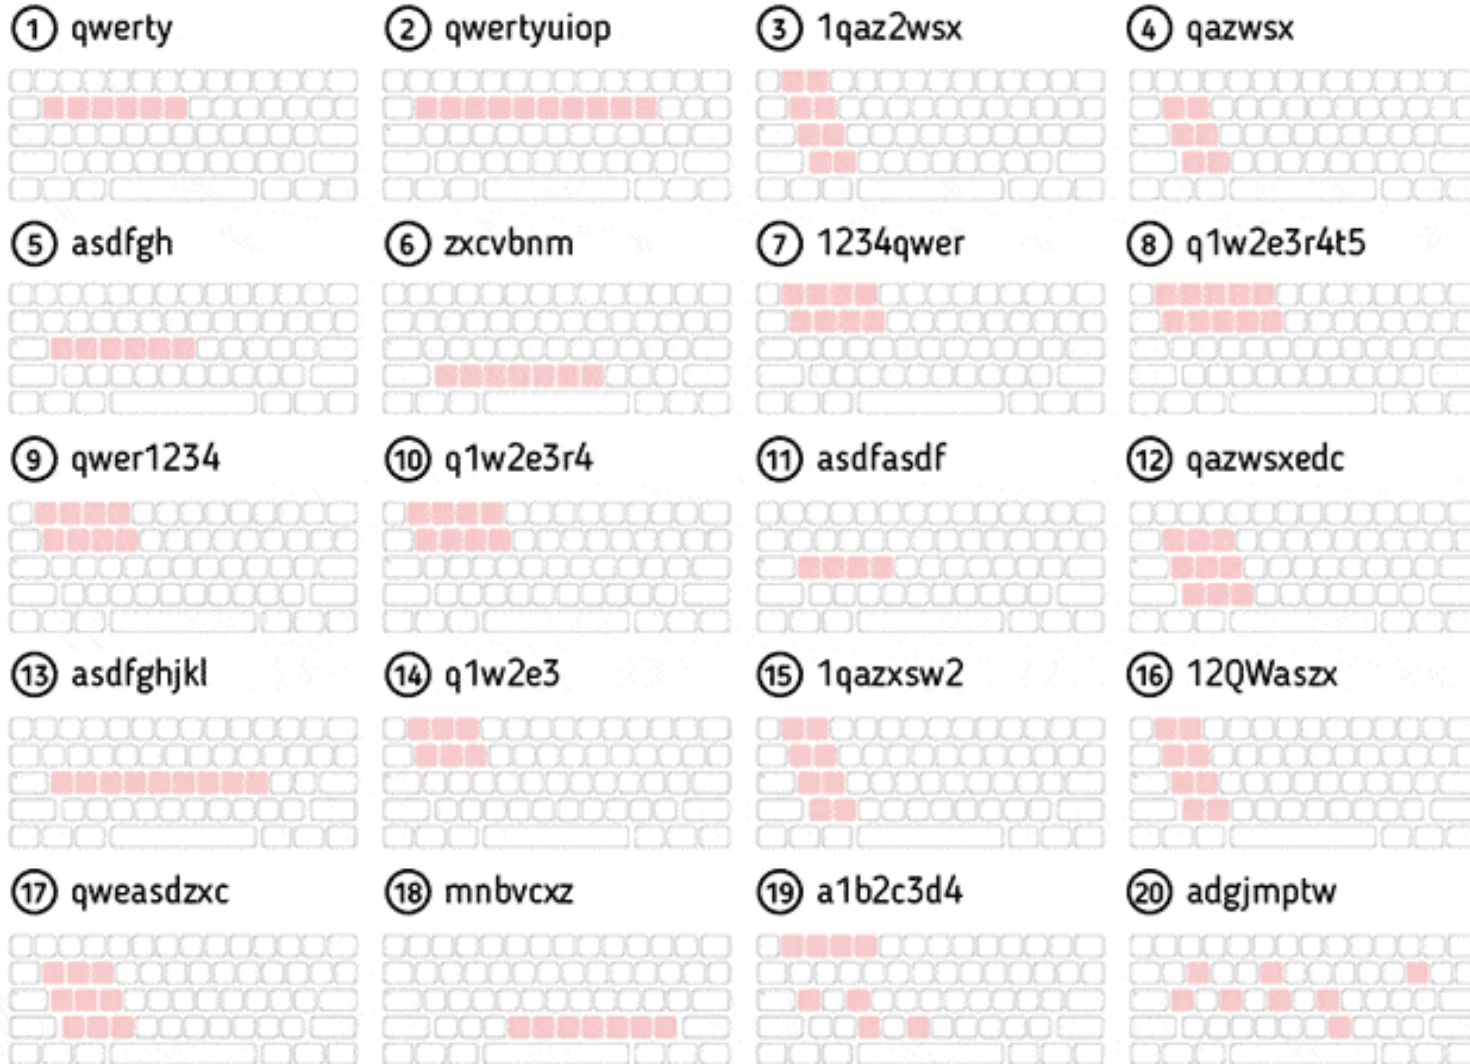 1 qwerty 2 qwertyuiop 3 1qaz2wsx 4 qazwsx
5 asdfgh 6 zxcvbnm 7 1234qwer 8 q1w2e3r4t5
9 qwer1234 10 q1w2e3r4 11 asdfasdf 12 qazwsxedc
13 asdfghjkl 14 q1w2e3 15 1qazxsw2 16 12QWaszx
17 qweasdzxc 18 mnbvcxz 19 a1b2c3d4 20 adgjmptw